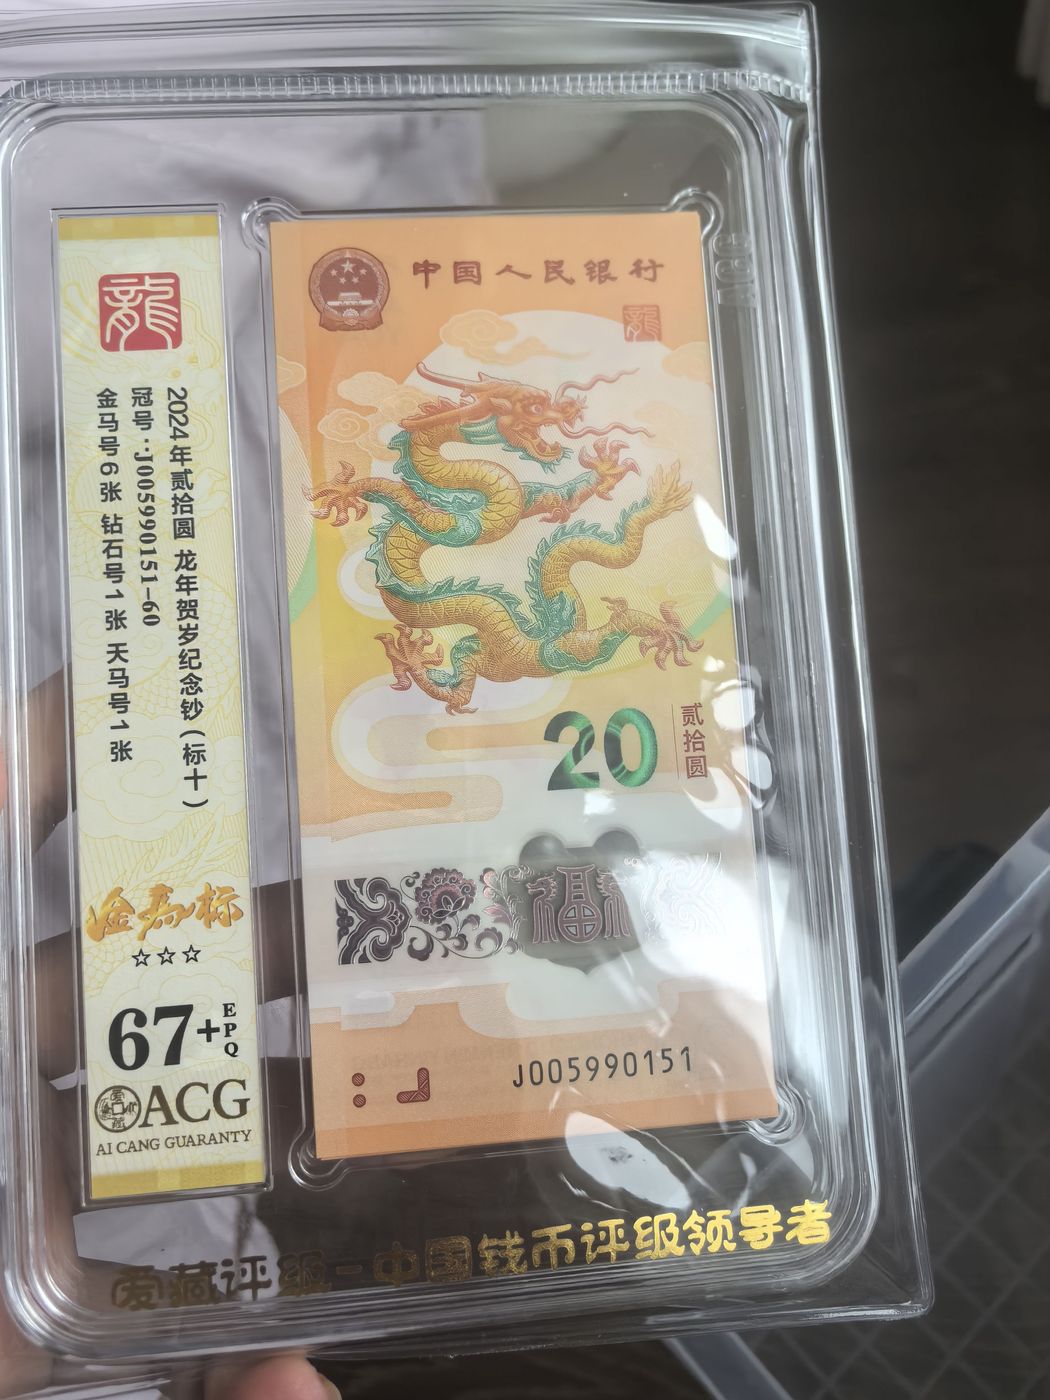 龍
2024年贰拾圆 龙年贺岁纪念钞(标十)
冠号·J005990151-60
金马号6张 钻石号1张 天马号1张
金寿标
☆☆☆
67+EPQ
ACG
AI CANG GUARANTY
中国人民银行
龍
20
贰拾圆
福
J005990151
爱藏评级-中国钱币评级领导者